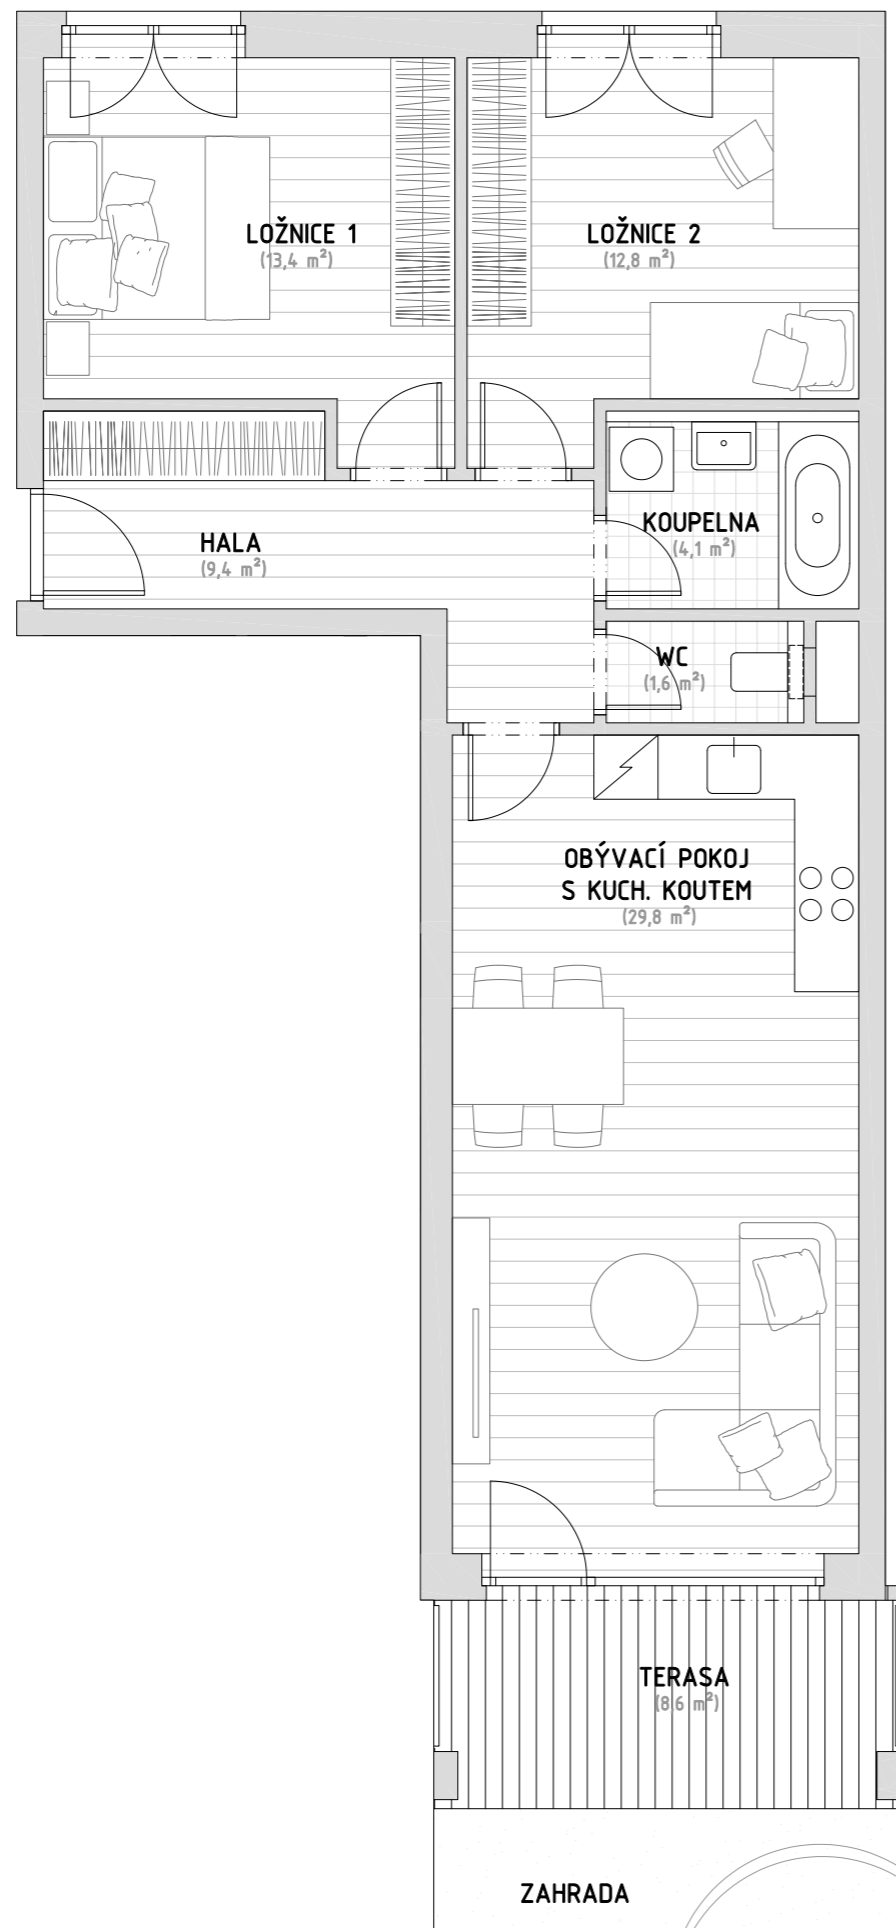 LOŽNICE 1
(13,4 m²)
LOŽNICE 2
(12,8 m²)
KOUPELNA
(4,1 m²)
HALA
(9,4 m²)
WC
(1,6 m²)
OBÝVACÍ POKOJ
S KUCH. KOUTEM
(29,8 m²)
TERASA
(8,6 m²)
ZAHRADA